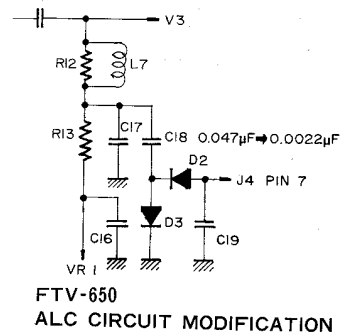 V3
R12
L7
R13
C17
C18 0.047µF➡0.0022µF
D2
J4 PIN 7
D3
C16
C19
VR 1
FTV-650
ALC CIRCUIT MODIFICATION